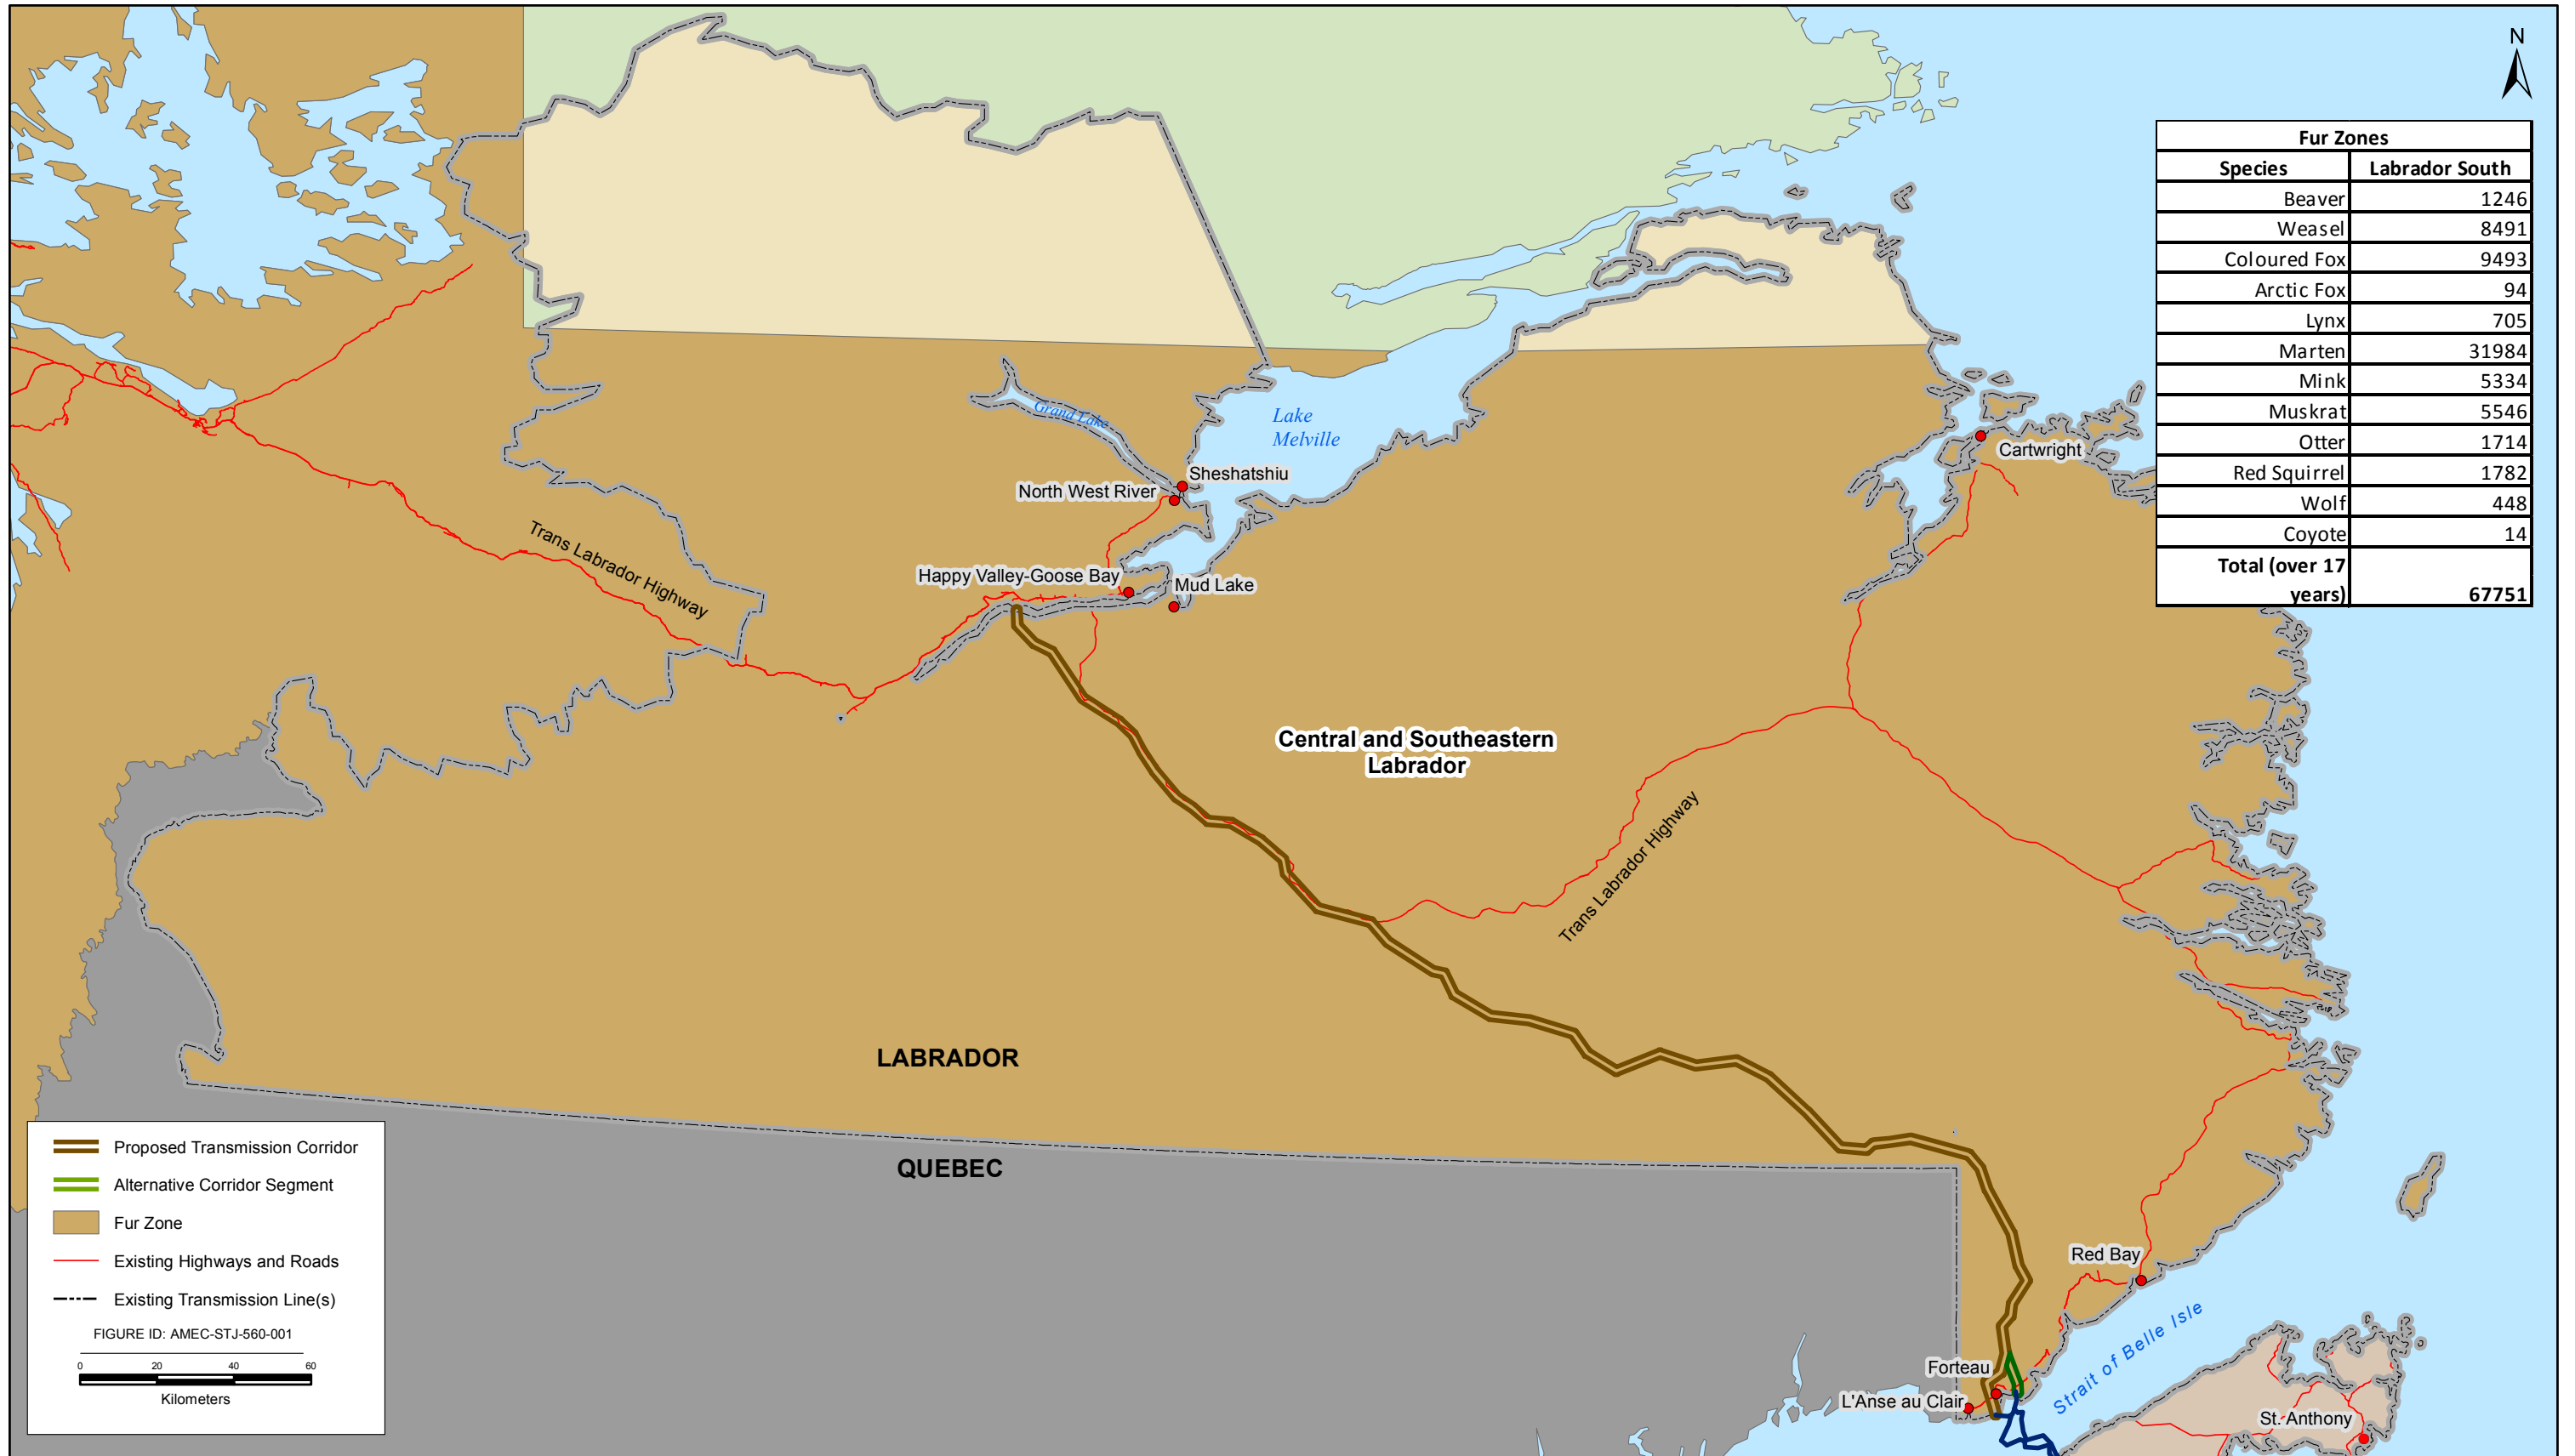 N
Fur Zones
Species Labrador South
Beaver 1246
Weasel 8491
Coloured Fox 9493
Arctic Fox 94
Lynx 705
Marten 31984
Mink 5334
Muskrat 5546
Otter 1714
Red Squirrel 1782
Wolf 448
Coyote 14
Total (over 17
years) 67751
Grand Lake
Lake
Melville
Cartwright
Sheshatshiu
North West River
Trans Labrador Highway
Happy Valley-Goose Bay
Mud Lake
Central and Southeastern
Labrador
Trans Labrador Highway
LABRADOR
QUEBEC
Red Bay
Strait of Belle Isle
Forteau
L'Anse au Clair
St. Anthony
Proposed Transmission Corridor
Alternative Corridor Segment
Fur Zone
Existing Highways and Roads
Existing Transmission Line(s)
FIGURE ID: AMEC-STJ-560-001
0 20 40 60
Kilometers